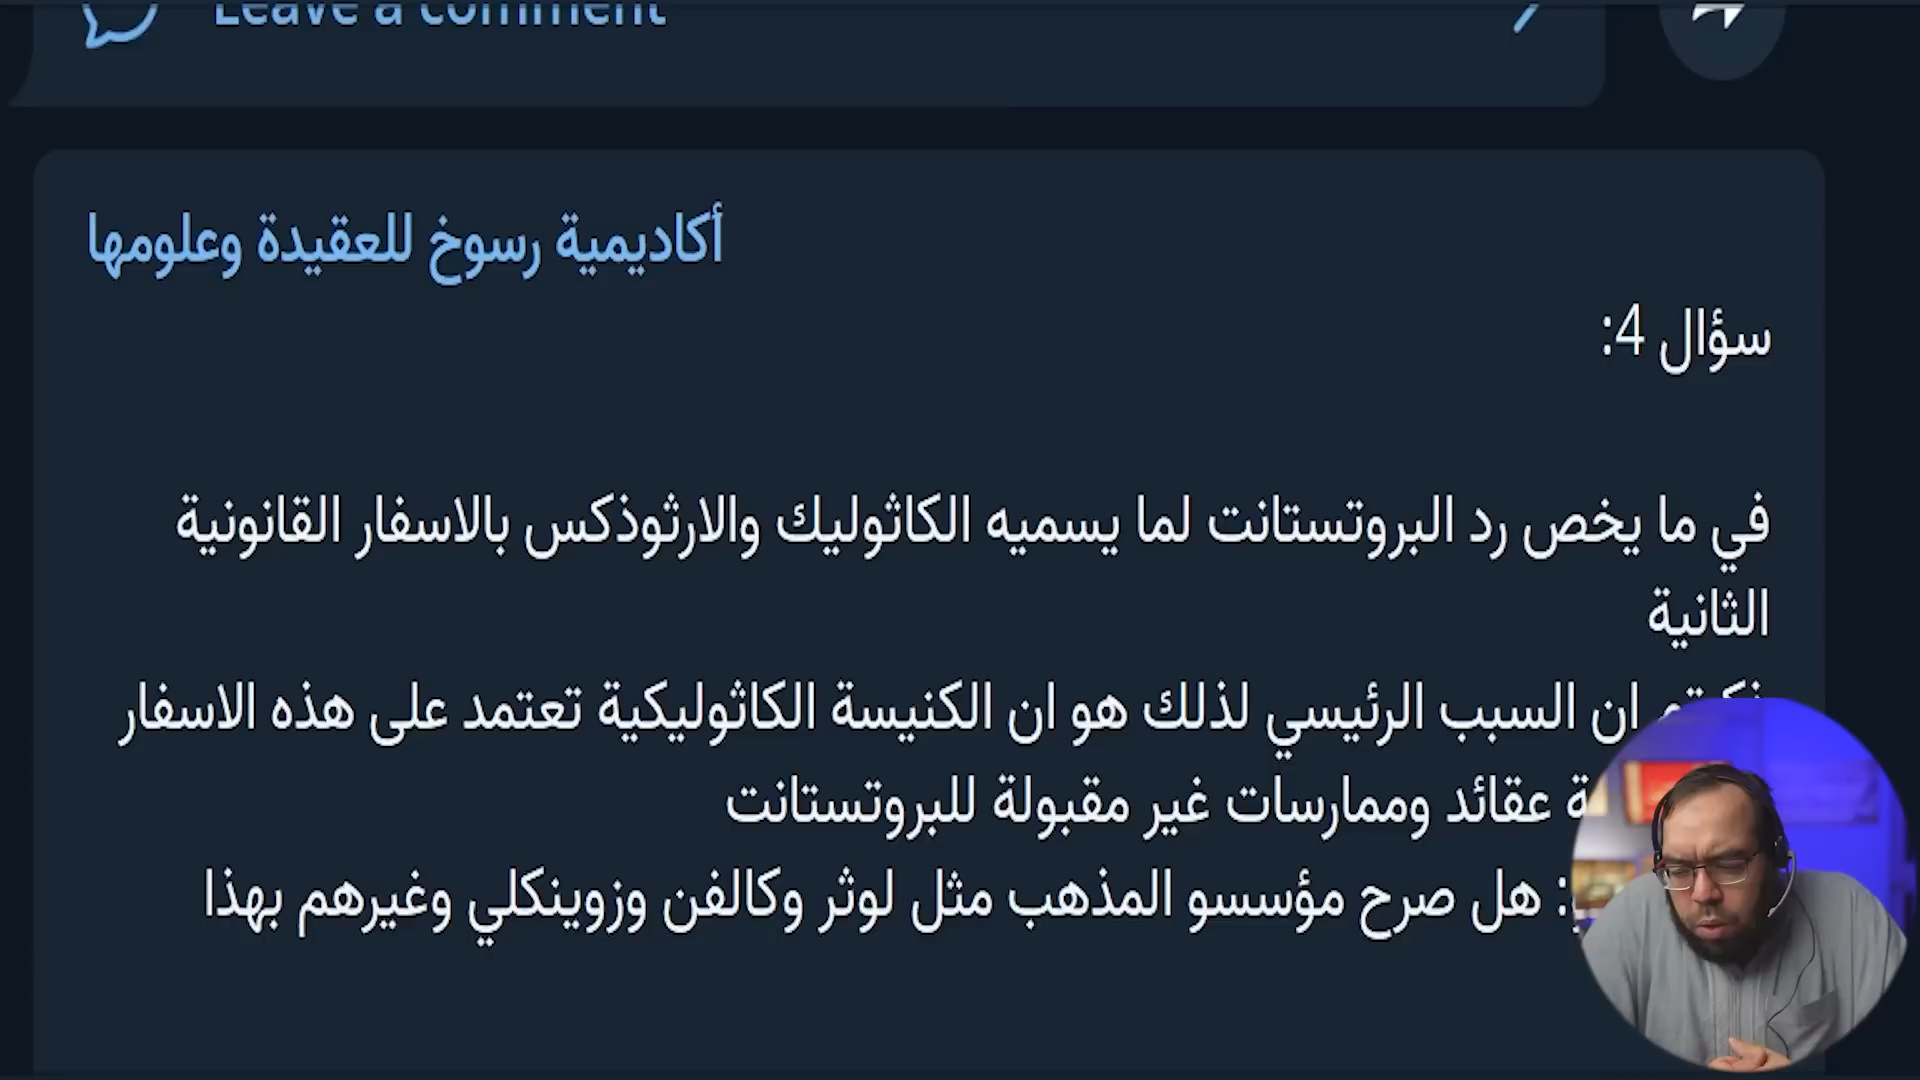 Leave a comment
أكاديمية رسوخ للعقيدة وعلومها
سؤال 4:
في ما يخص رد البروتستانت لما يسميه الكاثوليك والارثوذكس بالاسفار القانونية
الثانية
ان السبب الرئيسي لذلك هو ان الكنيسة الكاثوليكية تعتمد على هذه الاسفار
عقائد وممارسات غير مقبولة للبروتستانت
: هل صرح مؤسسو المذهب مثل لوثر وكالفن وزوينكلي وغيرهم بهذا